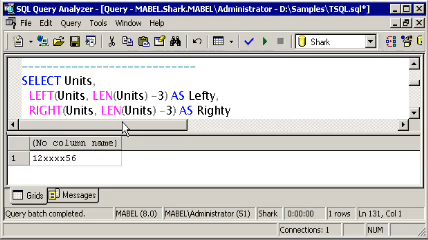 SQL Query Analyzer - [Query - MABEL.Shark.MABEL\Administrator - D:\Samples\TSQL.sql*]
File Edit Query Tools Window Help
Shark
---------------------------
SELECT Units,
LEFT(Units, LEN(Units) -3) AS Lefty,
RIGHT(Units, LEN(Units) -3) AS Righty
(No column name)
1 12xxxx56
Grids Messages
Query batch completed. MABEL (8.0) MABEL\Administrator (51) Shark 0:00:00 1 rows Ln 131, Col 1
Connections: 1 NUM